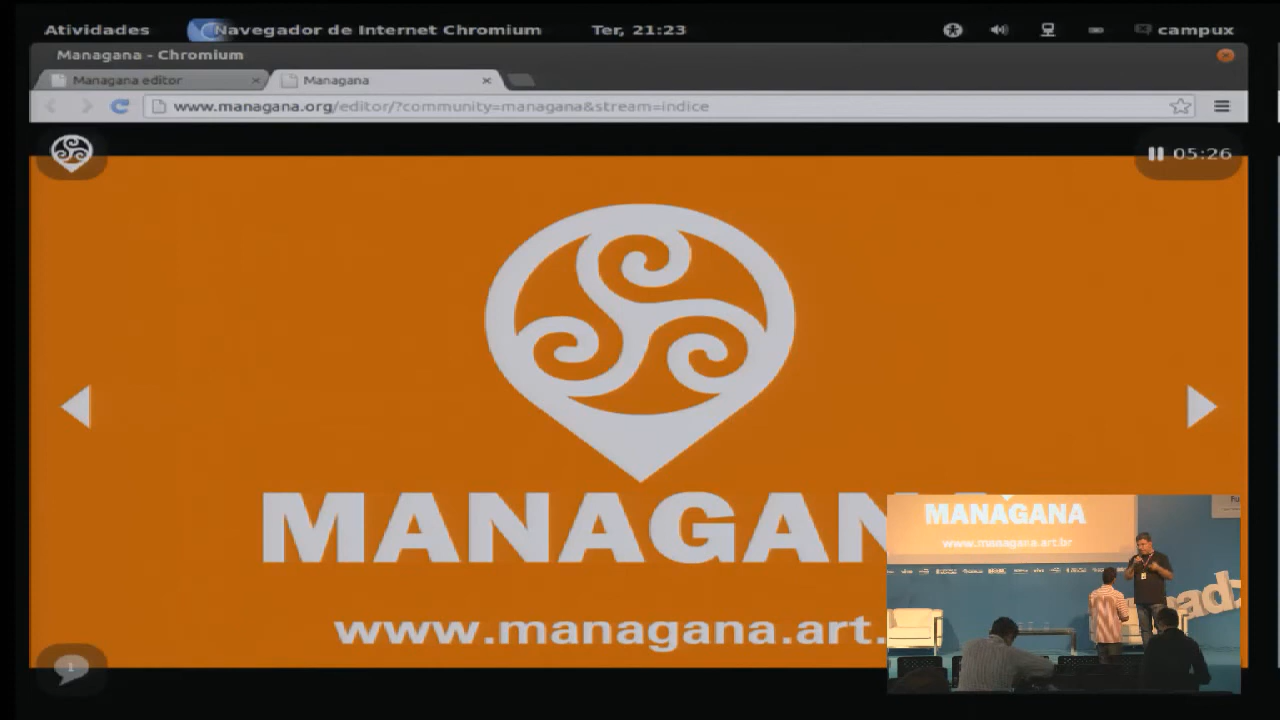 Atividades Navegador de Internet Chromium Ter, 21:23 campux
Managana - Chromium
Managana editor Managana
www.managana.org/editor/?community=managana&stream=indice
05:26
MANAGAN
www.managana.art.
1
MANAGANA
www.managana.art.br